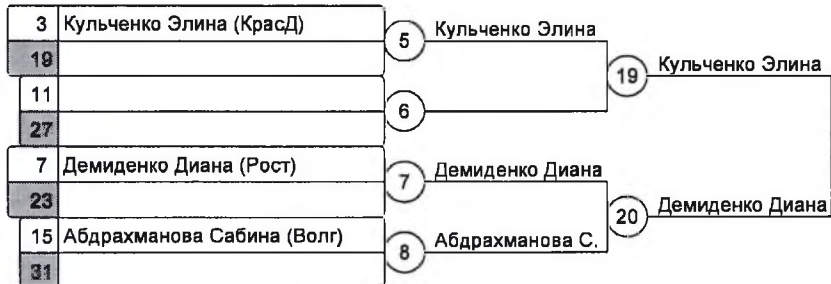 3 Кульченко Элина (КрасД)
5 Кульченко Элина
19
19 Кульченко Элина
11
6
27
7 Демиденко Диана (Рост)
7 Демиденко Диана
23
20 Демиденко Диана
15 Абдрахманова Сабина (Волг)
8 Абдрахманова С.
31